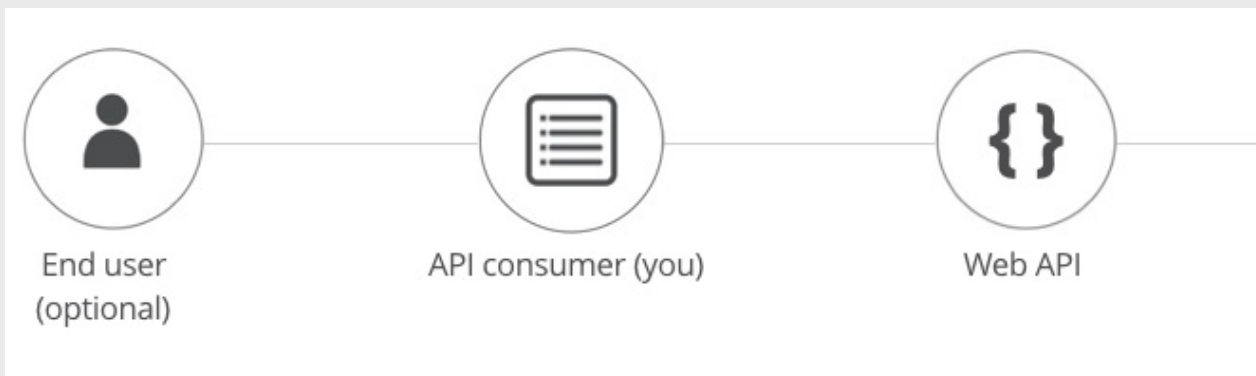 { }
End user
(optional)
API consumer (you)
Web API